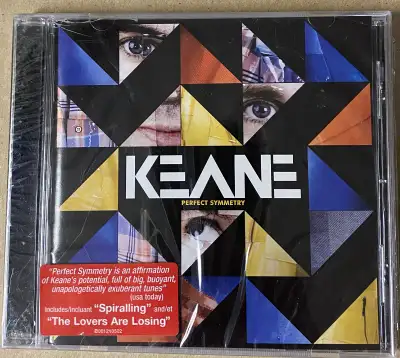 KEANE
PERFECT SYMMETRY
"Perfect Symmetry is an affirmation
of Keane's potential, full of big, buoyant,
unapologetically exuberant tunes"
(usa today)
Includes/incluant "Spiralling" and/et
"The Lovers Are Losing"